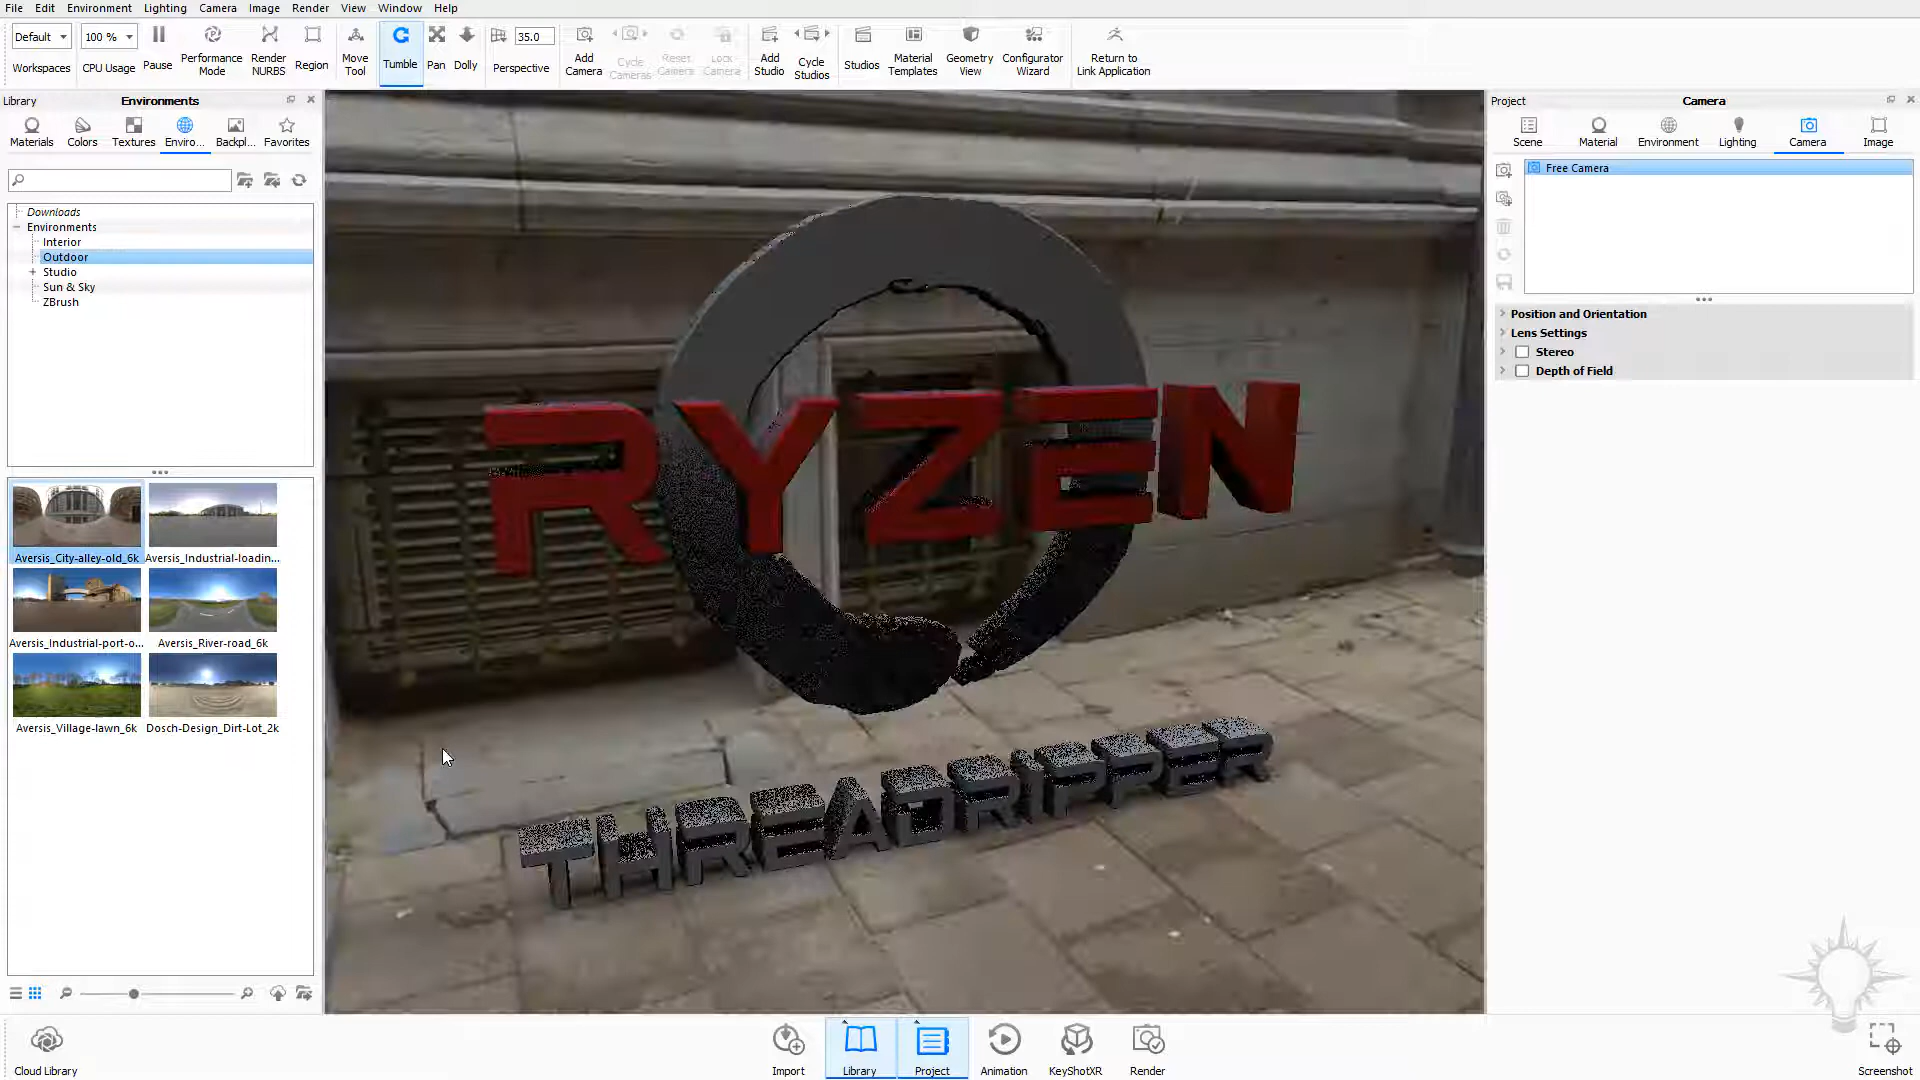 File Edit Environment Lighting Camera Image Render View Window Help
Default 100 % 35.0
Workspaces CPU Usage Pause Performance Mode Render NURBS Region Move Tool Tumble Pan Dolly Perspective Add Camera Cycle Cameras Reset Camera Lock Camera Add Studio Cycle Studios Studios Material Templates Geometry View Configurator Wizard Return to Link Application
Library Environments
Materials Colors Textures Enviro... Backpl... Favorites
Downloads
Environments
Interior
Outdoor
Studio
Sun & Sky
ZBrush
Aversis_City-alley-old_6k Aversis_Industrial-loadin...
Aversis_Industrial-port-o... Aversis_River-road_6k
Aversis_Village-lawn_6k Dosch-Design_Dirt-Lot_2k
RYZEN
THREADRIPPER
Project Camera
Scene Material Environment Lighting Camera Image
Free Camera
Position and Orientation
Lens Settings
Stereo
Depth of Field
Cloud Library Import Library Project Animation KeyShotXR Render Screenshot